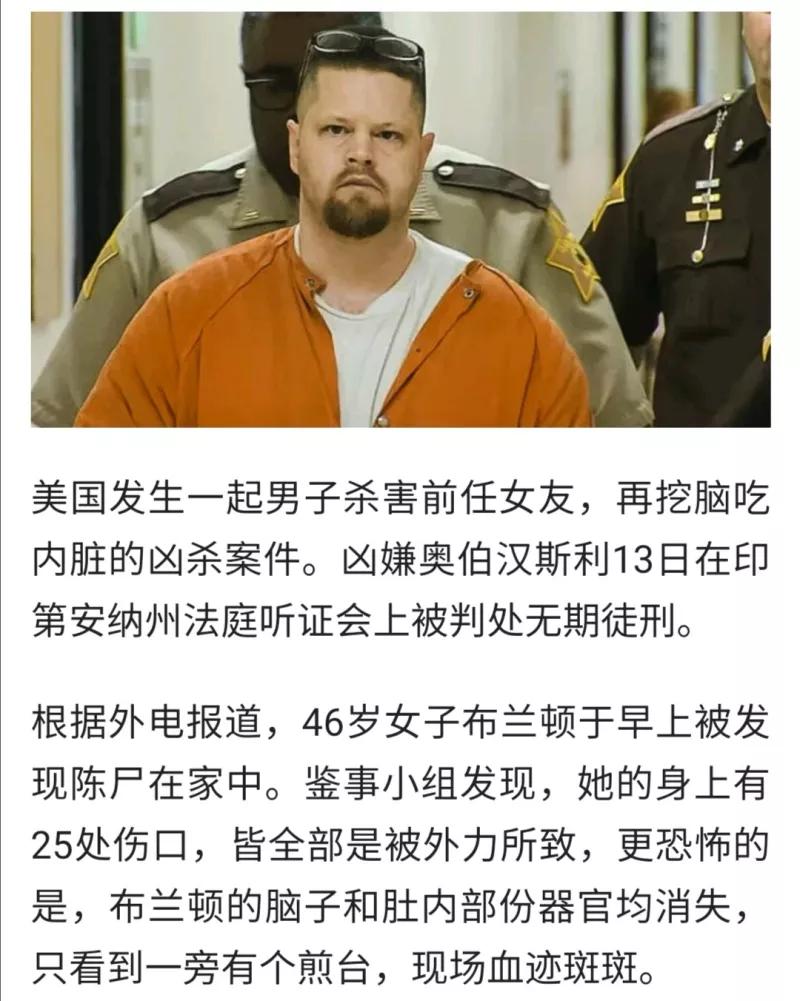 美国发生一起男子杀害前任女友，再挖脑吃
内脏的凶杀案件。凶嫌奥伯汉斯利13日在印
第安纳州法庭听证会上被判处无期徒刑。
根据外电报道，46岁女子布兰顿于早上被发
现陈尸在家中。鉴事小组发现，她的身上有
25处伤口，皆全部是被外力所致，更恐怖的
是，布兰顿的脑子和肚内部份器官均消失，
只看到一旁有个煎台，现场血迹斑斑。